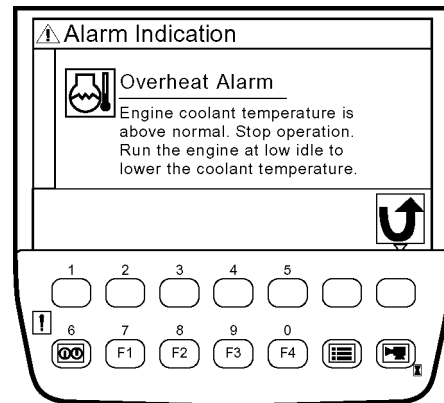 Alarm Indication
Overheat Alarm
Engine coolant temperature is
above normal. Stop operation.
Run the engine at low idle to
lower the coolant temperature.
1 2 3 4 5
6 7 8 9 0
F1 F2 F3 F4